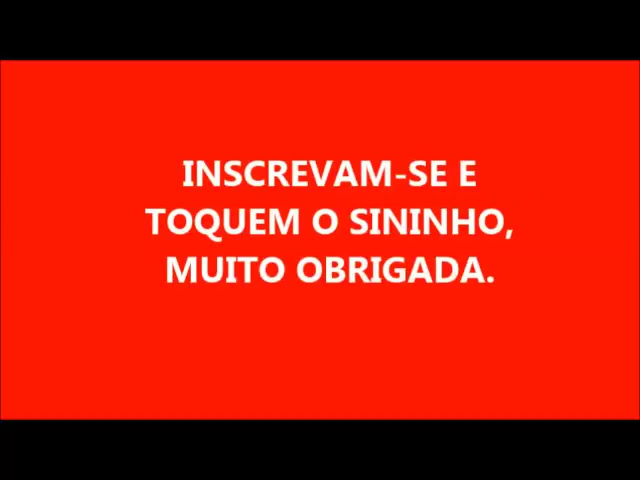 INSCREVAM-SE E
TOQUEM O SININHO,
MUITO OBRIGADA.